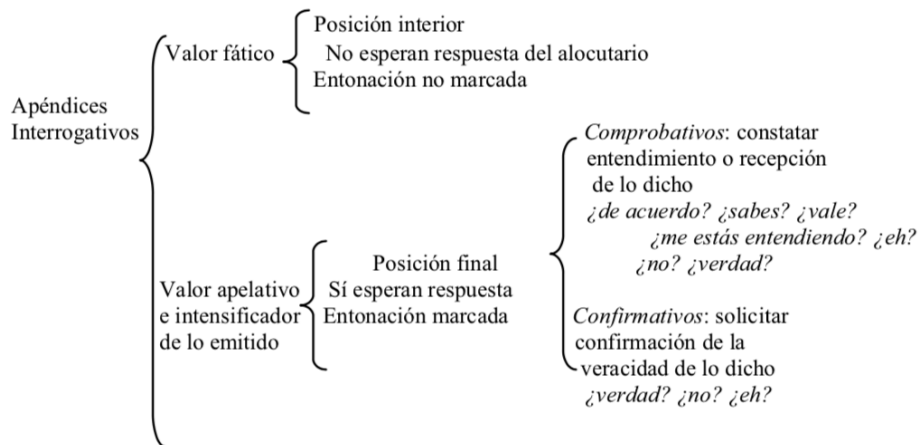 Apéndices
Interrogativos
Valor fático
Posición interior
No esperan respuesta del alocutario
Entonación no marcada
Valor apelativo
e intensificador
de lo emitido
Posición final
Sí esperan respuesta
Entonación marcada
Comprobativos: constatar
entendimiento o recepción
de lo dicho
¿de acuerdo? ¿sabes? ¿vale?
¿me estás entendiendo? ¿eh?
¿no? ¿verdad?
Confirmativos: solicitar
confirmación de la
veracidad de lo dicho
¿verdad? ¿no? ¿eh?